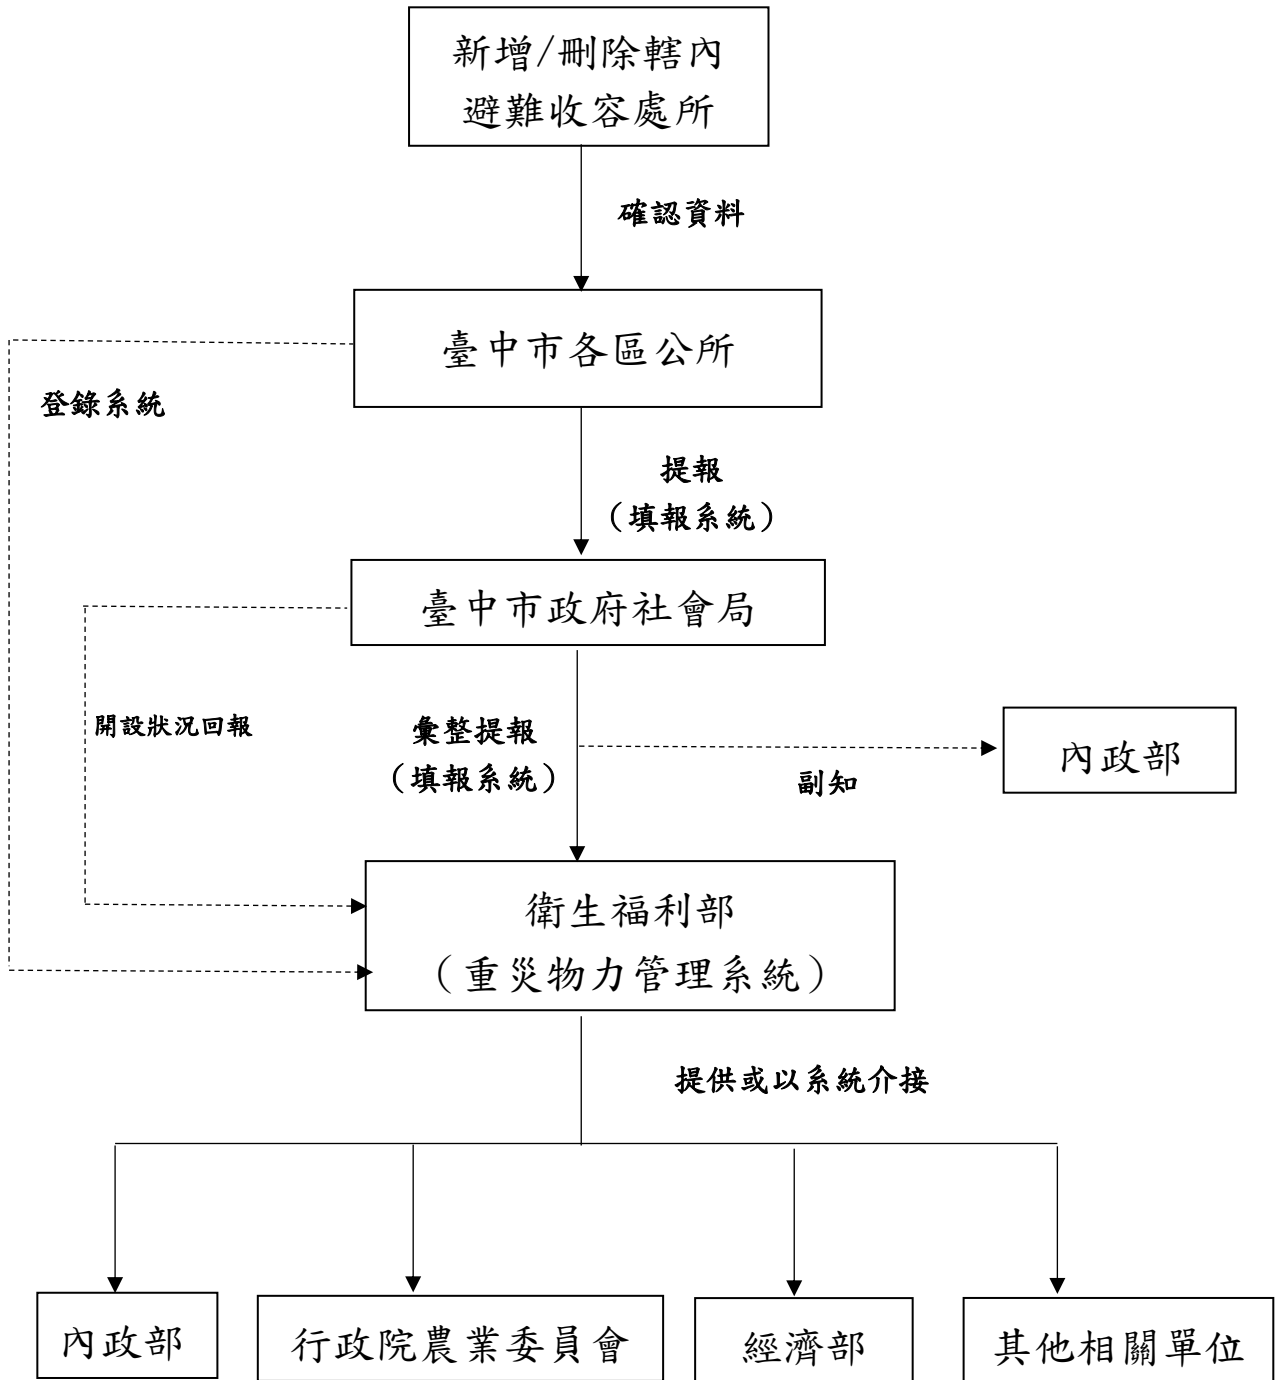 新增/刪除轄內
避難收容處所
確認資料
臺中市各區公所
登錄系統
提報
（填報系統）
臺中市政府社會局
開設狀況回報
彙整提報
（填報系統）
副知
內政部
衛生福利部
（重災物力管理系統）
提供或以系統介接
內政部
行政院農業委員會
經濟部
其他相關單位